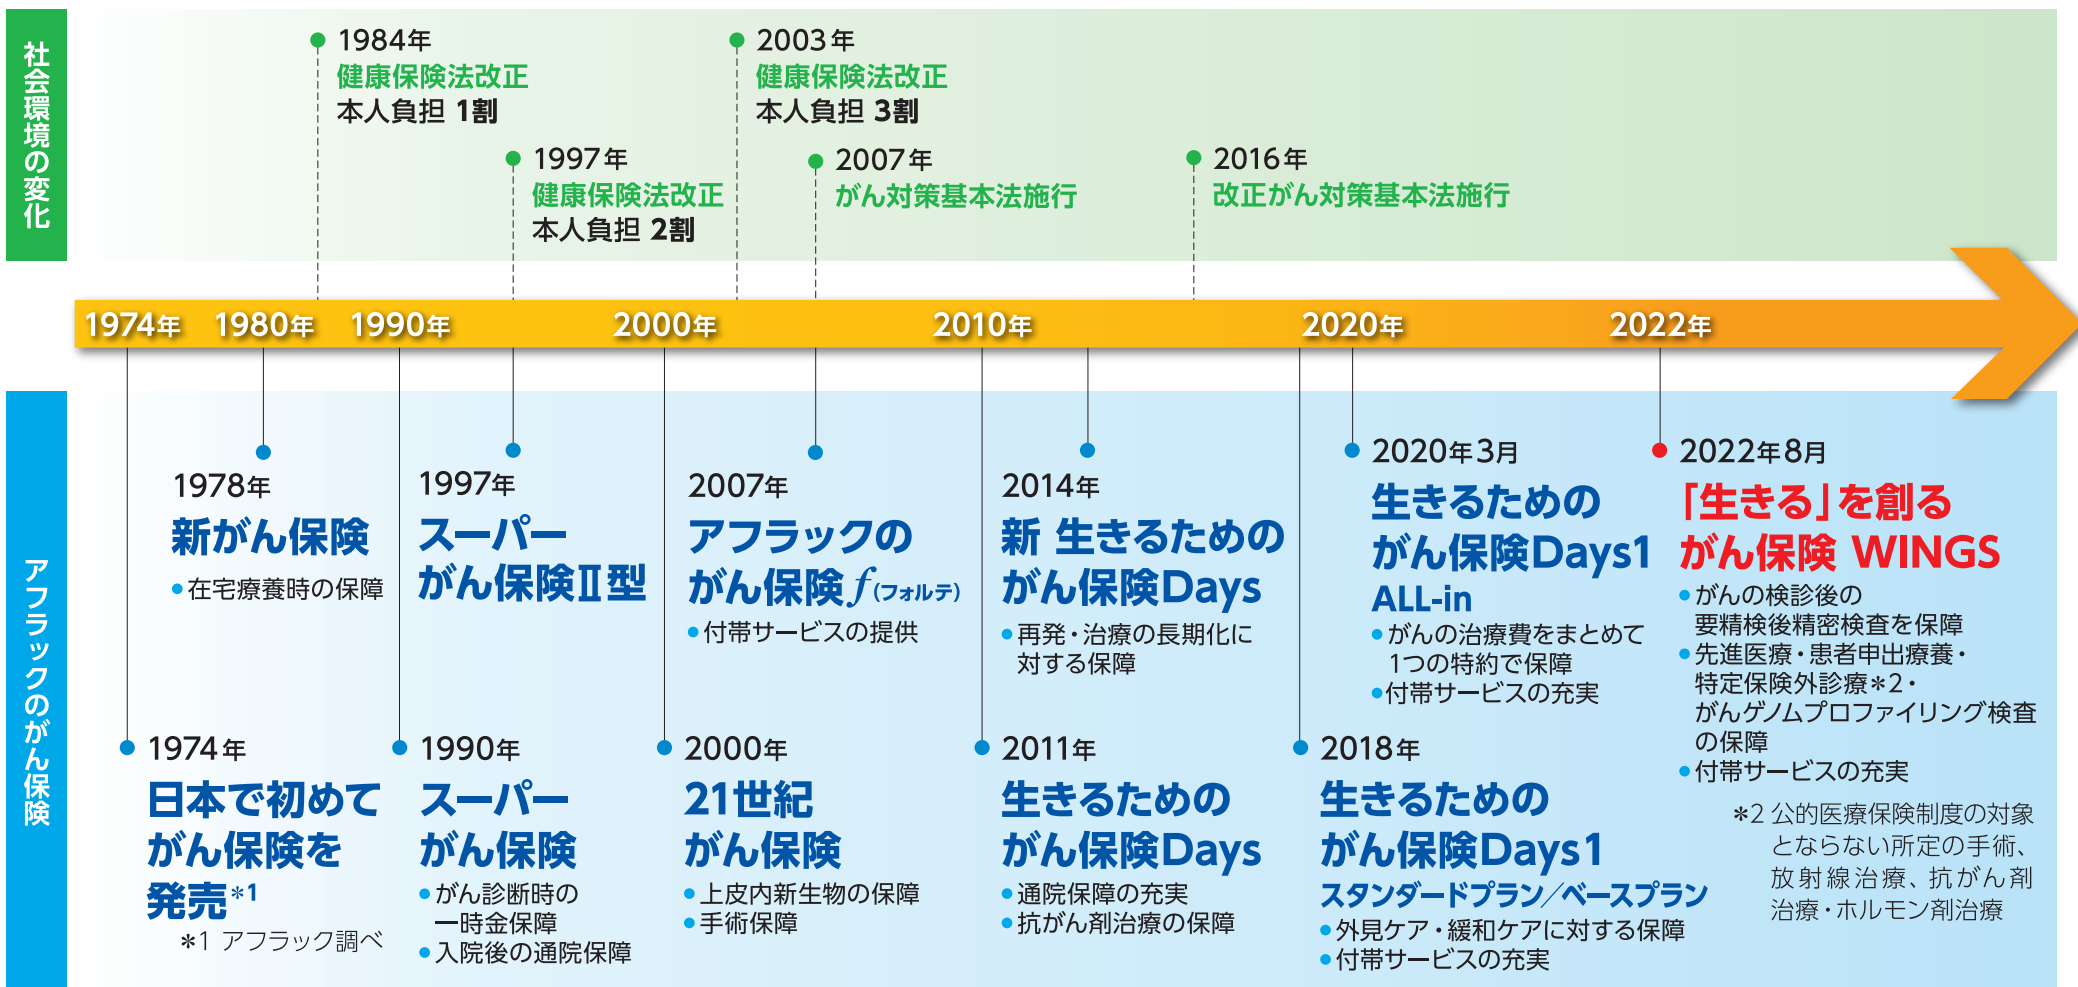 社会環境の変化
1984年
健康保険法改正
本人負担 1割
1997年
健康保険法改正
本人負担 2割
2003年
健康保険法改正
本人負担 3割
2007年
がん対策基本法施行
2016年
改正がん対策基本法施行
1974年 1980年 1990年 2000年 2010年 2020年 2022年
アフラックのがん保険
1974年
日本で初めて
がん保険を
発売*1
*1 アフラック調べ
1978年
新がん保険
●在宅療養時の保障
1990年
スーパー
がん保険
●がん診断時の
一時金保障
●入院後の通院保障
1997年
スーパー
がん保険Ⅱ型
2000年
21世紀
がん保険
●上皮内新生物の保障
●手術保障
2007年
アフラックの
がん保険f(フォルテ)
●付帯サービスの提供
2011年
生きるための
がん保険Days
●通院保障の充実
●抗がん剤治療の保障
2014年
新 生きるための
がん保険Days
●再発・治療の長期化に
対する保障
2018年
生きるための
がん保険Days1
スタンダードプラン／ベースプラン
●外見ケア・緩和ケアに対する保障
●付帯サービスの充実
2020年3月
生きるための
がん保険Days1
ALL-in
●がんの治療費をまとめて
1つの特約で保障
●付帯サービスの充実
2022年8月
「生きる」を創る
がん保険 WINGS
●がんの検診後の
要精検後精密検査を保障
●先進医療・患者申出療養・
特定保険外診療*2・
がんゲノムプロファイリング検査
の保障
●付帯サービスの充実
*2 公的医療保険制度の対象
とならない所定の手術、
放射線治療、抗がん剤
治療・ホルモン剤治療